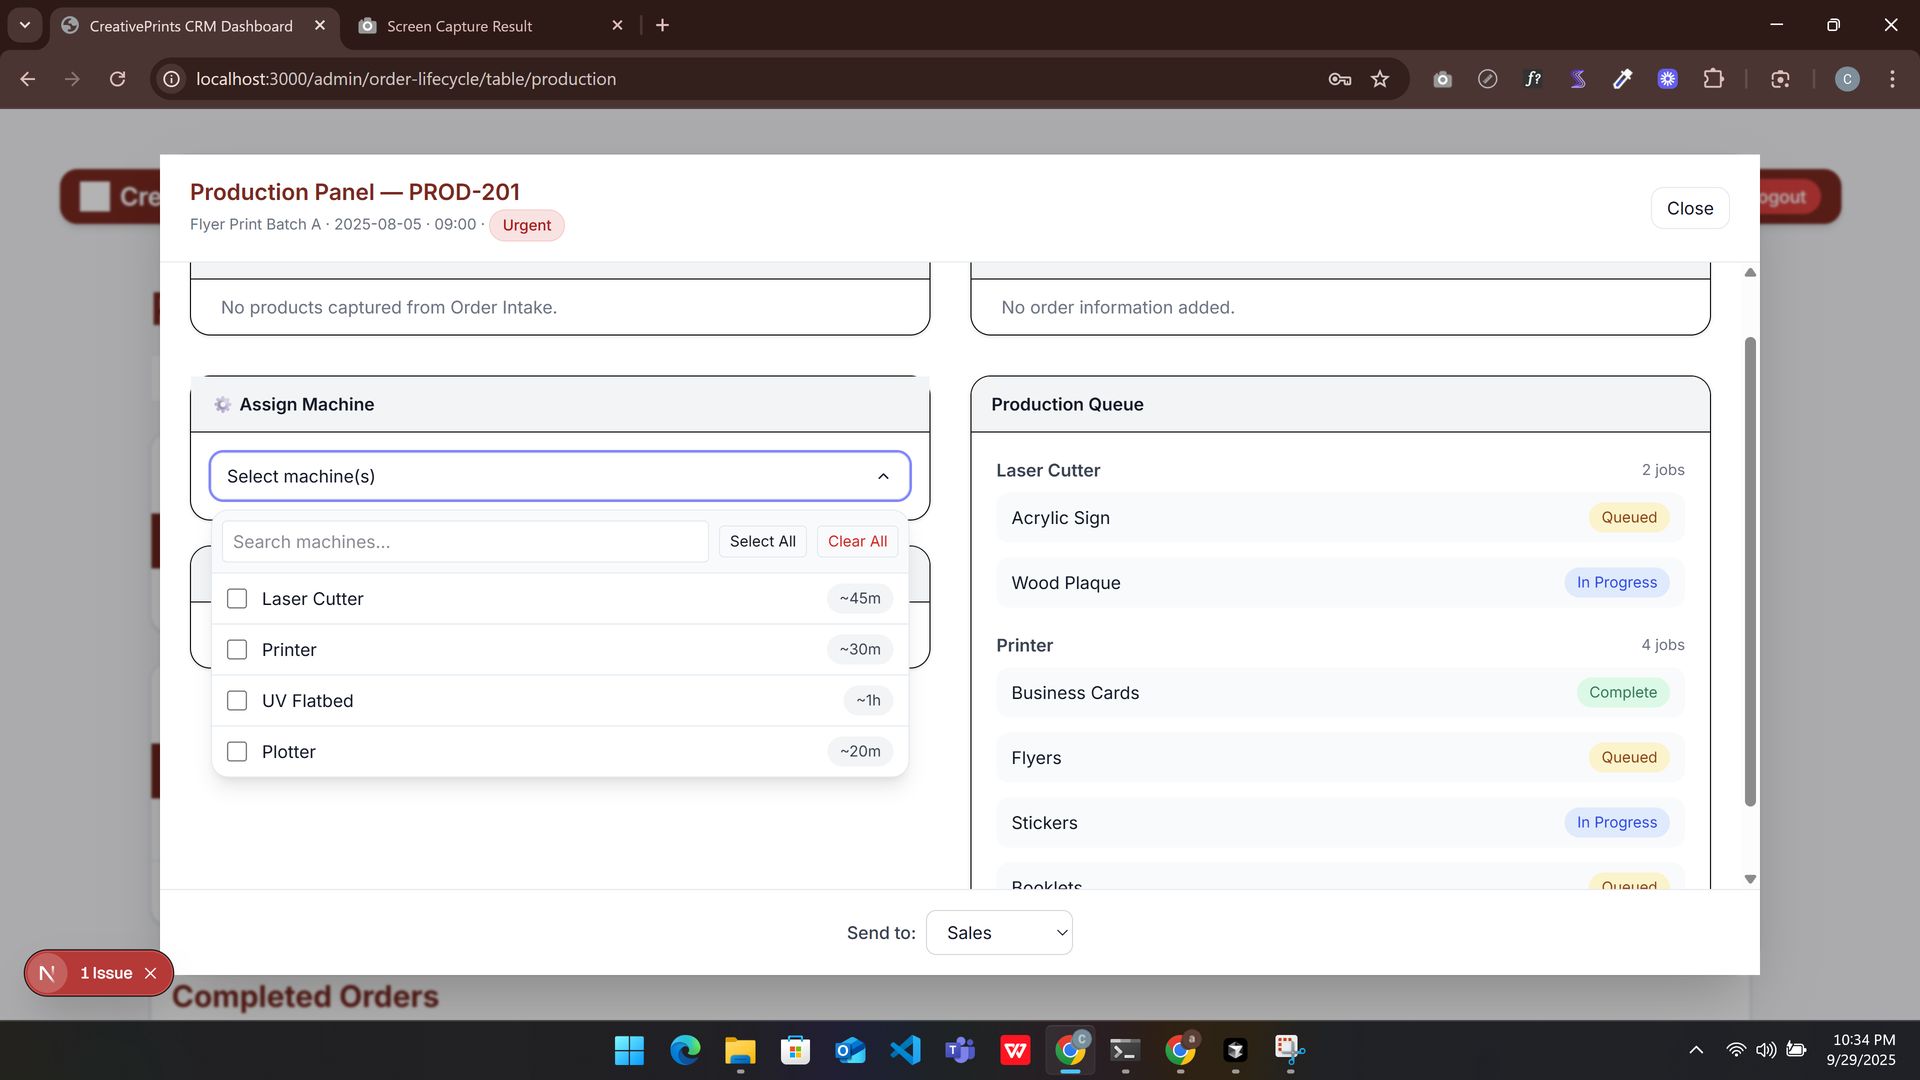 CreativePrints CRM Dashboard
Screen Capture Result
localhost:3000/admin/order-lifecycle/table/production
f?
C
Cre
ogout
Production Panel — PROD-201
Flyer Print Batch A · 2025-08-05 · 09:00 · Urgent
Close
No products captured from Order Intake.
No order information added.
Assign Machine
Select machine(s)
Search machines...
Select All
Clear All
Laser Cutter
~45m
Printer
~30m
UV Flatbed
~1h
Plotter
~20m
Production Queue
Laser Cutter
2 jobs
Acrylic Sign
Queued
Wood Plaque
In Progress
Printer
4 jobs
Business Cards
Complete
Flyers
Queued
Stickers
In Progress
Booklets
Queued
Send to:
Sales
N
1 Issue
Completed Orders
10:34 PM
9/29/2025